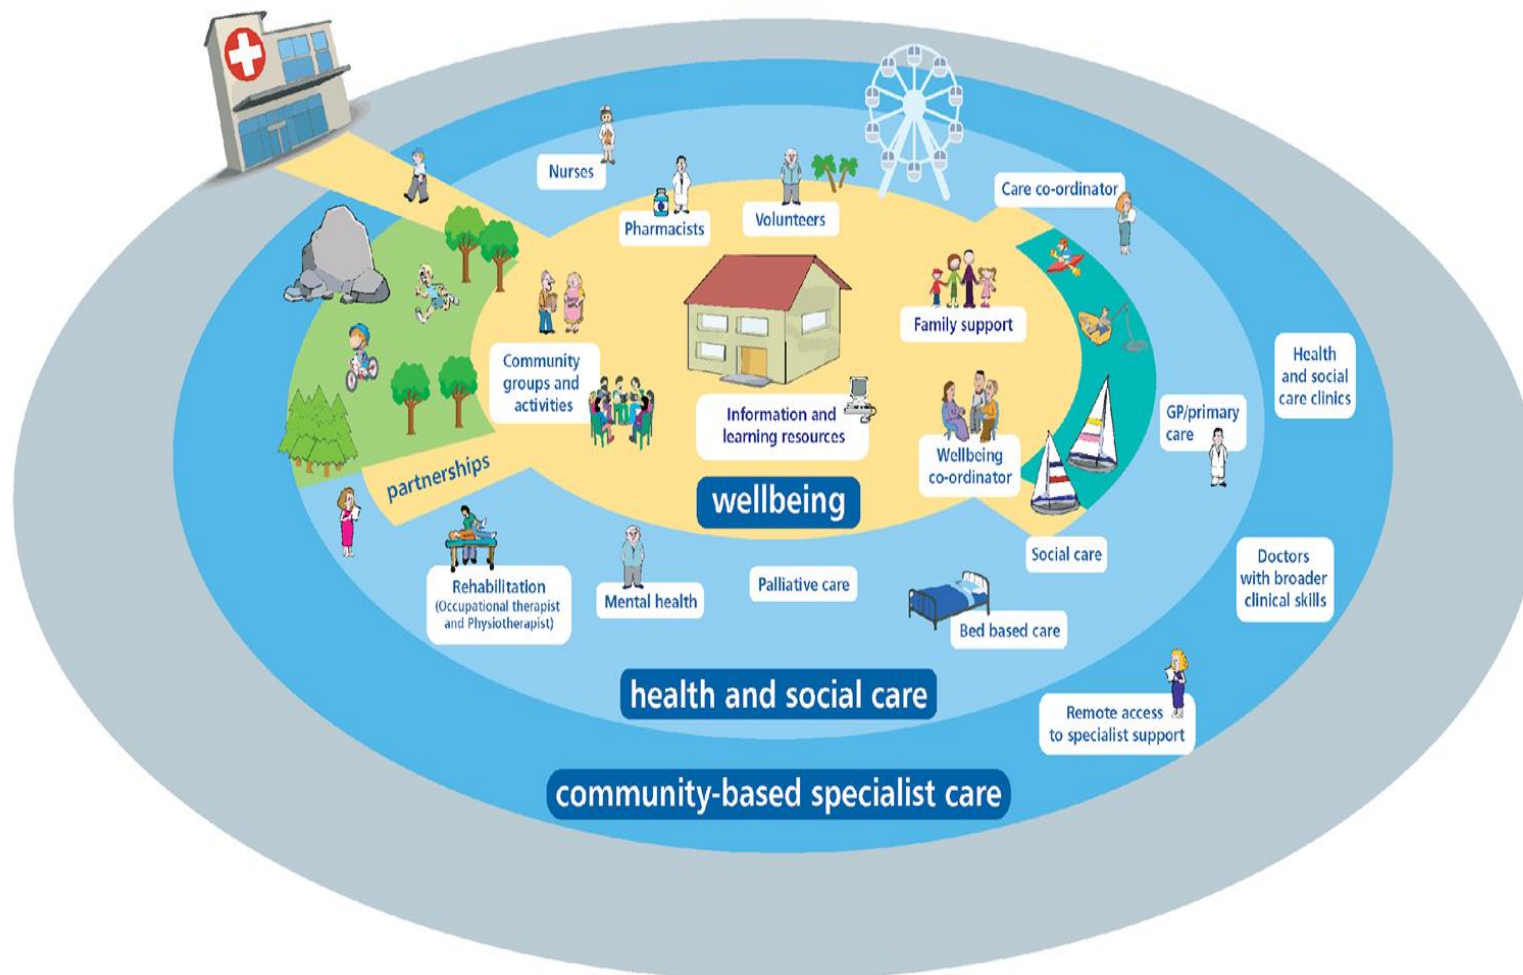 Nurses
Pharmacists
Volunteers
Care co-ordinator
Community
groups and
activities
Family support
Information and
learning resources
Wellbeing
co-ordinator
Health
and social
care clinics
GP/primary
care
partnerships
wellbeing
Rehabilitation
(Occupational therapist
and Physiotherapist)
Mental health
Palliative care
Social care
Bed based care
Doctors
with broader
clinical skills
health and social care
Remote access
to specialist support
community-based specialist care